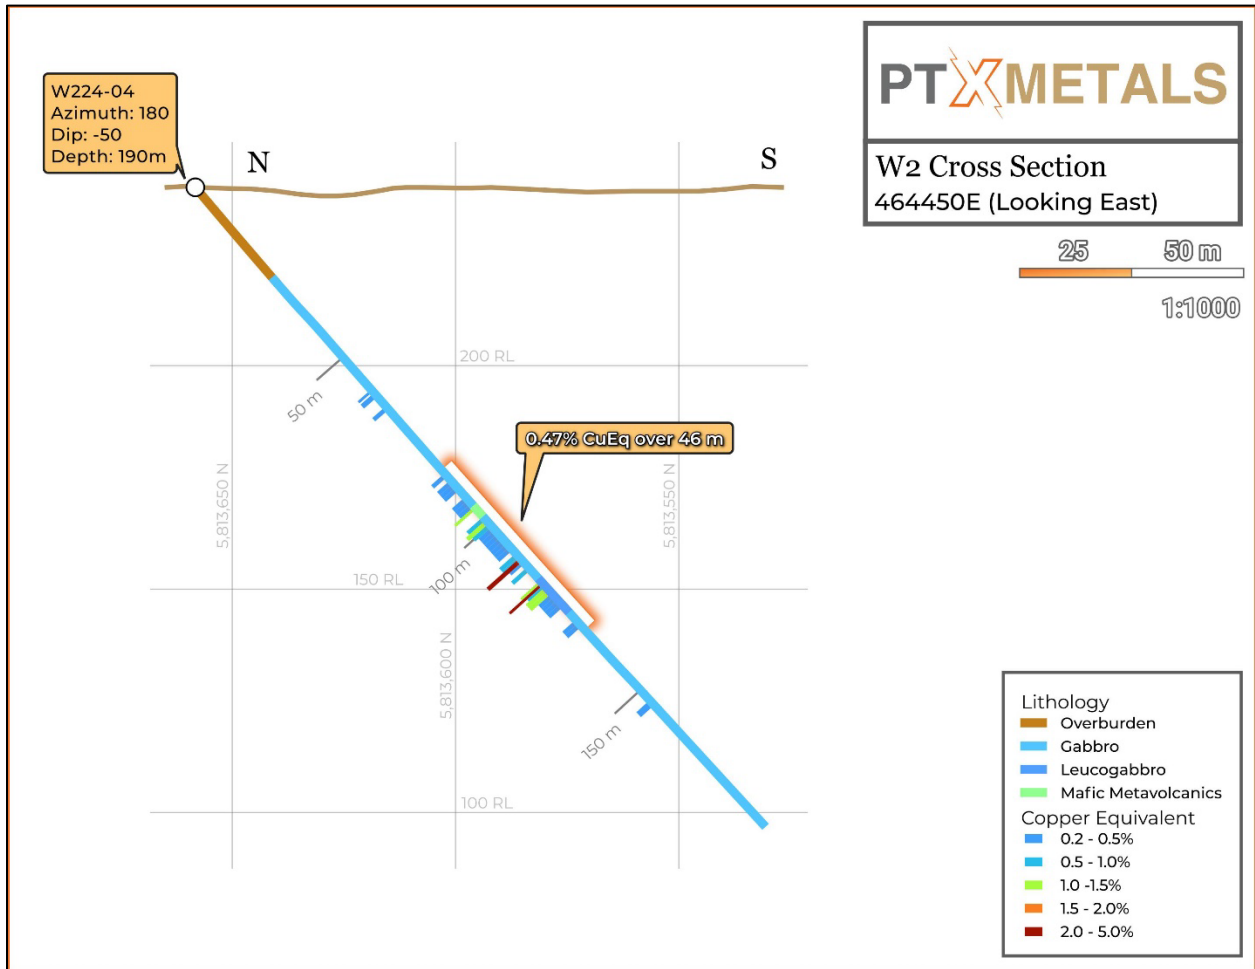 W224-04
Azimuth: 180
Dip: -50
Depth: 190m
N
S
PTXMETALS
W2 Cross Section
464450E (Looking East)
25 50 m
1:1000
200 RL
50 m
0.47% CuEq over 46 m
5,813,650 N
5,813,550 N
100 m
150 RL
5,813,600 N
150 m
100 RL
Lithology
Overburden
Gabbro
Leucogabbro
Mafic Metavolcanics
Copper Equivalent
0.2 - 0.5%
0.5 - 1.0%
1.0 -1.5%
1.5 - 2.0%
2.0 - 5.0%